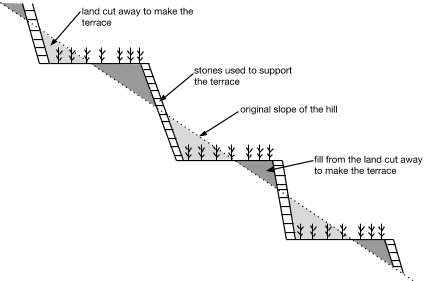 land cut away to make the
terrace
stones used to support
the terrace
original slope of the hill
fill from the land cut away
to make the terrace